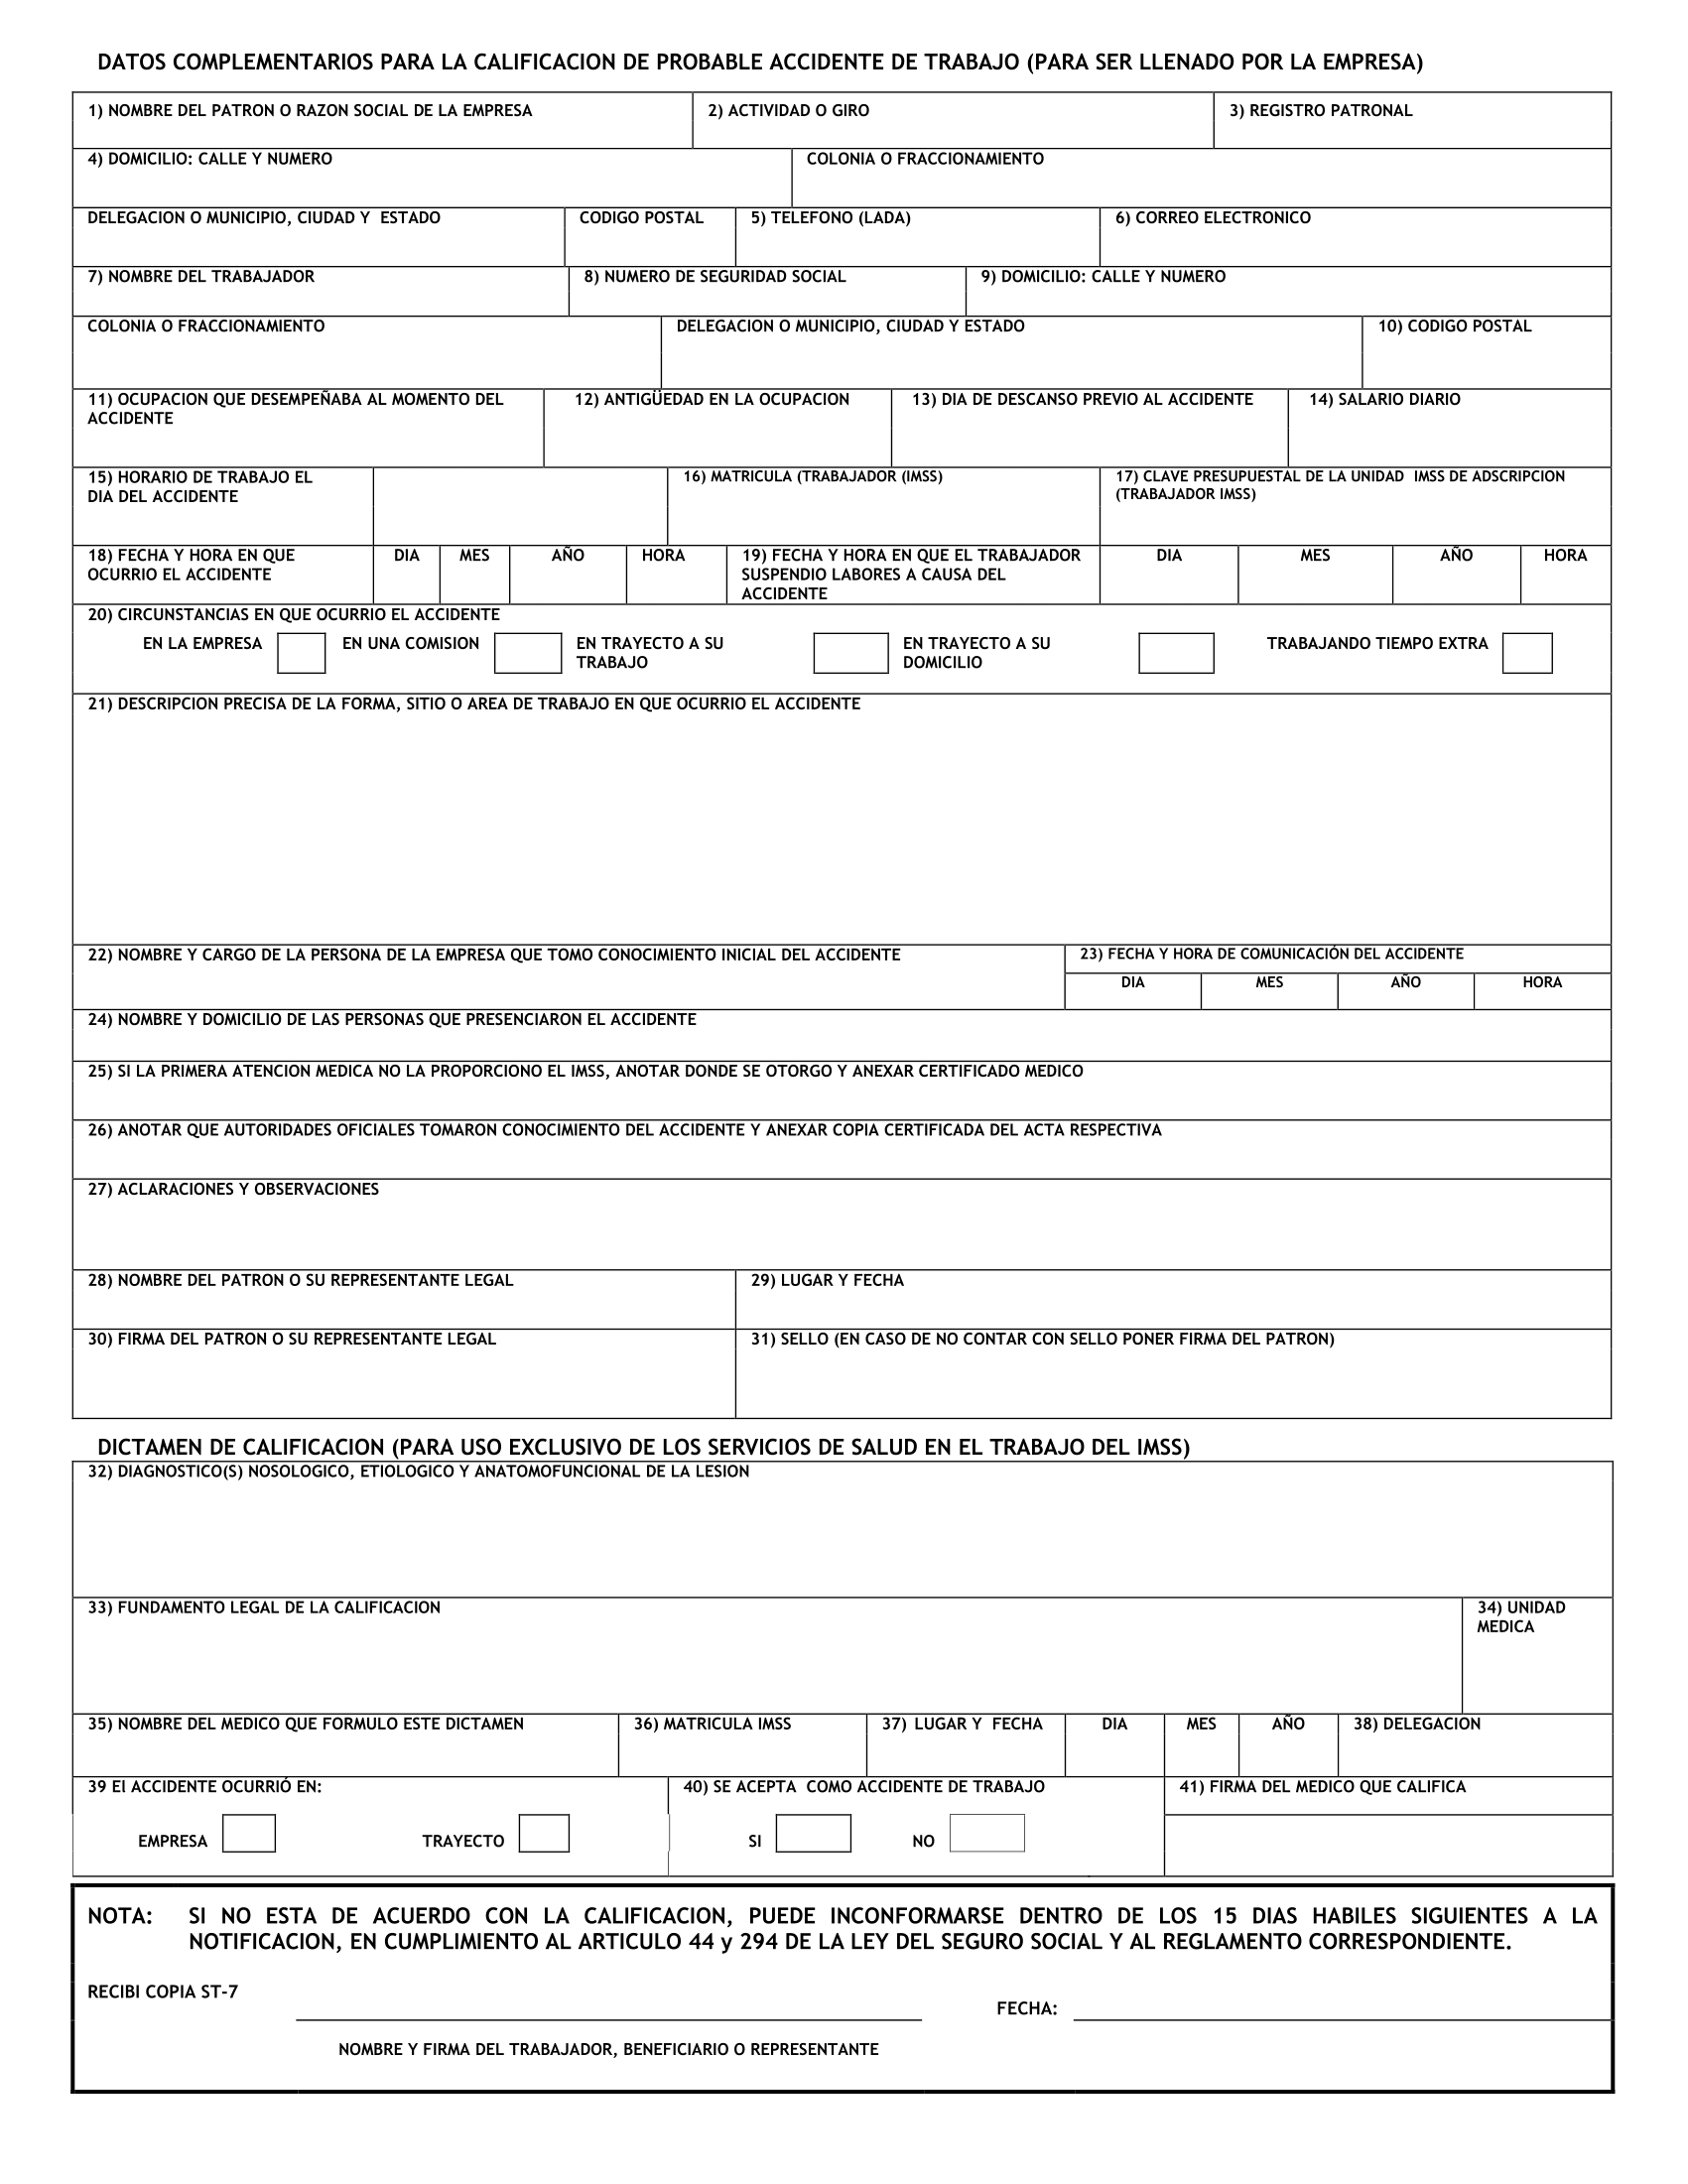 DATOS COMPLEMENTARIOS PARA LA CALIFICACION DE PROBABLE ACCIDENTE DE TRABAJO (PARA SER LLENADO POR LA EMPRESA)
1) NOMBRE DEL PATRON O RAZON SOCIAL DE LA EMPRESA
2) ACTIVIDAD O GIRO
3) REGISTRO PATRONAL
4) DOMICILIO: CALLE Y NUMERO
COLONIA O FRACCIONAMIENTO
DELEGACION O MUNICIPIO, CIUDAD Y  ESTADO
CODIGO POSTAL
5) TELEFONO (LADA)
6) CORREO ELECTRONICO
7) NOMBRE DEL TRABAJADOR
8) NUMERO DE SEGURIDAD SOCIAL
9) DOMICILIO: CALLE Y NUMERO
COLONIA O FRACCIONAMIENTO
DELEGACION O MUNICIPIO, CIUDAD Y ESTADO
10) CODIGO POSTAL
11) OCUPACION QUE DESEMPEÑABA AL MOMENTO DEL
ACCIDENTE
12) ANTIGÜEDAD EN LA OCUPACION
13) DIA DE DESCANSO PREVIO AL ACCIDENTE
14) SALARIO DIARIO
15) HORARIO DE TRABAJO EL
DIA DEL ACCIDENTE
16) MATRICULA (TRABAJADOR (IMSS)
17) CLAVE PRESUPUESTAL DE LA UNIDAD  IMSS DE ADSCRIPCION
(TRABAJADOR IMSS)
18) FECHA Y HORA EN QUE
OCURRIO EL ACCIDENTE
DIA
MES
AÑO
HORA
19) FECHA Y HORA EN QUE EL TRABAJADOR
SUSPENDIO LABORES A CAUSA DEL
ACCIDENTE
DIA
MES
AÑO
HORA
20) CIRCUNSTANCIAS EN QUE OCURRIO EL ACCIDENTE
EN LA EMPRESA
EN UNA COMISION
EN TRAYECTO A SU
TRABAJO
EN TRAYECTO A SU
DOMICILIO
TRABAJANDO TIEMPO EXTRA
21) DESCRIPCION PRECISA DE LA FORMA, SITIO O AREA DE TRABAJO EN QUE OCURRIO EL ACCIDENTE
22) NOMBRE Y CARGO DE LA PERSONA DE LA EMPRESA QUE TOMO CONOCIMIENTO INICIAL DEL ACCIDENTE
23) FECHA Y HORA DE COMUNICACIÓN DEL ACCIDENTE
DIA
MES
AÑO
HORA
24) NOMBRE Y DOMICILIO DE LAS PERSONAS QUE PRESENCIARON EL ACCIDENTE
25) SI LA PRIMERA ATENCION MEDICA NO LA PROPORCIONO EL IMSS, ANOTAR DONDE SE OTORGO Y ANEXAR CERTIFICADO MEDICO
26) ANOTAR QUE AUTORIDADES OFICIALES TOMARON CONOCIMIENTO DEL ACCIDENTE Y ANEXAR COPIA CERTIFICADA DEL ACTA RESPECTIVA
27) ACLARACIONES Y OBSERVACIONES
28) NOMBRE DEL PATRON O SU REPRESENTANTE LEGAL
29) LUGAR Y FECHA
30) FIRMA DEL PATRON O SU REPRESENTANTE LEGAL
31) SELLO (EN CASO DE NO CONTAR CON SELLO PONER FIRMA DEL PATRON)
DICTAMEN DE CALIFICACION (PARA USO EXCLUSIVO DE LOS SERVICIOS DE SALUD EN EL TRABAJO DEL IMSS)
32) DIAGNOSTICO(S) NOSOLOGICO, ETIOLOGICO Y ANATOMOFUNCIONAL DE LA LESION
33) FUNDAMENTO LEGAL DE LA CALIFICACION
34) UNIDAD
MEDICA
35) NOMBRE DEL MEDICO QUE FORMULO ESTE DICTAMEN
36) MATRICULA IMSS
37) LUGAR Y  FECHA
DIA
MES
AÑO
38) DELEGACION
39 El ACCIDENTE OCURRIÓ EN:
40) SE ACEPTA  COMO ACCIDENTE DE TRABAJO
41) FIRMA DEL MEDICO QUE CALIFICA
EMPRESA
TRAYECTO
SI
NO
NOTA: SI NO ESTA DE ACUERDO CON LA CALIFICACION, PUEDE INCONFORMARSE DENTRO DE LOS 15 DIAS HABILES SIGUIENTES A LA
NOTIFICACION, EN CUMPLIMIENTO AL ARTICULO 44 y 294 DE LA LEY DEL SEGURO SOCIAL Y AL REGLAMENTO CORRESPONDIENTE.
RECIBI COPIA ST-7
FECHA:
NOMBRE Y FIRMA DEL TRABAJADOR, BENEFICIARIO O REPRESENTANTE